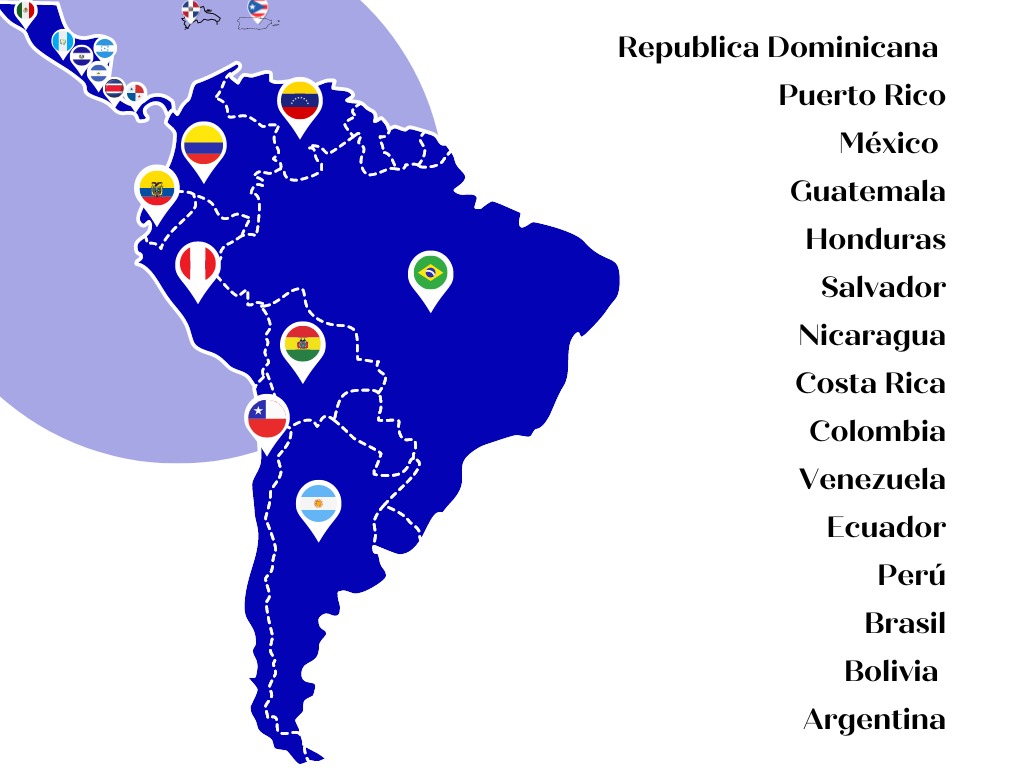 Republica Dominicana
Puerto Rico
México
Guatemala
Honduras
Salvador
Nicaragua
Costa Rica
Colombia
Venezuela
Ecuador
Perú
Brasil
Bolivia
Argentina